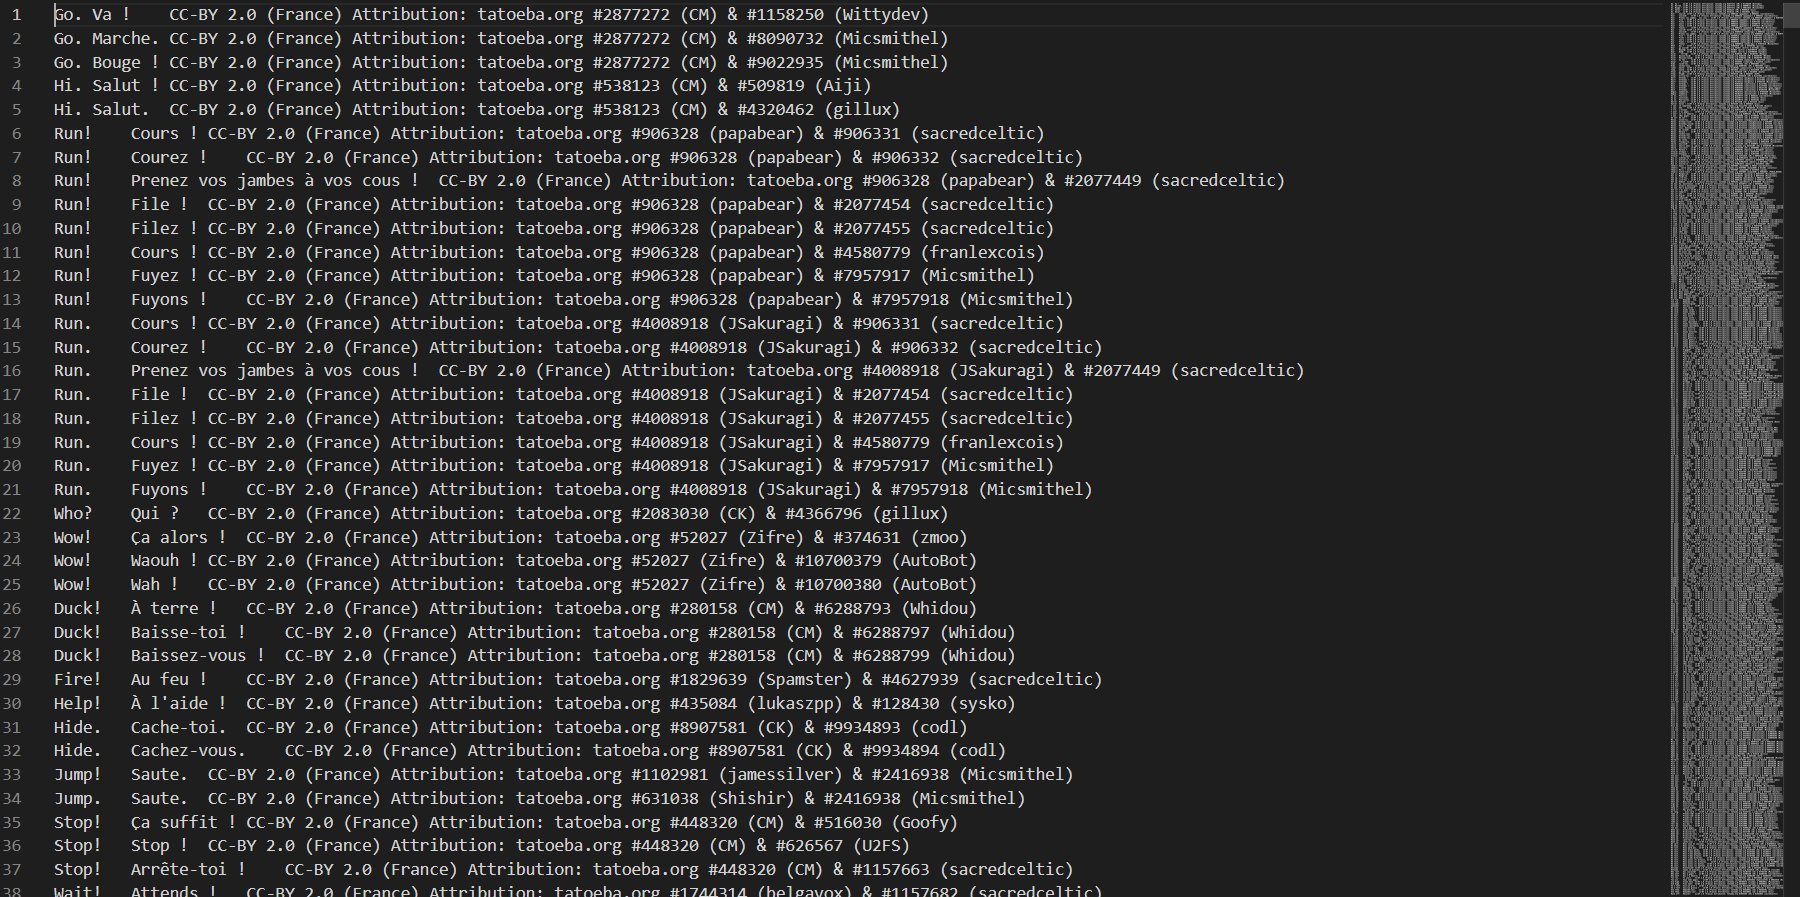 1 Go. Va ! CC-BY 2.0 (France) Attribution: tatoeba.org #2877272 (CM) & #1158250 (Wittydev)
2 Go. Marche. CC-BY 2.0 (France) Attribution: tatoeba.org #2877272 (CM) & #8090732 (Micsmithel)
3 Go. Bouge ! CC-BY 2.0 (France) Attribution: tatoeba.org #2877272 (CM) & #9022935 (Micsmithel)
4 Hi. Salut ! CC-BY 2.0 (France) Attribution: tatoeba.org #538123 (CM) & #509819 (Aiji)
5 Hi. Salut. CC-BY 2.0 (France) Attribution: tatoeba.org #538123 (CM) & #4320462 (gillux)
6 Run! Cours ! CC-BY 2.0 (France) Attribution: tatoeba.org #906328 (papabear) & #906331 (sacredceltic)
7 Run! Courez ! CC-BY 2.0 (France) Attribution: tatoeba.org #906328 (papabear) & #906332 (sacredceltic)
8 Run! Prenez vos jambes à vos cous ! CC-BY 2.0 (France) Attribution: tatoeba.org #906328 (papabear) & #2077449 (sacredceltic)
9 Run! File ! CC-BY 2.0 (France) Attribution: tatoeba.org #906328 (papabear) & #2077454 (sacredceltic)
10 Run! Filez ! CC-BY 2.0 (France) Attribution: tatoeba.org #906328 (papabear) & #2077455 (sacredceltic)
11 Run! Cours ! CC-BY 2.0 (France) Attribution: tatoeba.org #906328 (papabear) & #4580779 (franlexcois)
12 Run! Fuyez ! CC-BY 2.0 (France) Attribution: tatoeba.org #906328 (papabear) & #7957917 (Micsmithel)
13 Run! Fuyons ! CC-BY 2.0 (France) Attribution: tatoeba.org #906328 (papabear) & #7957918 (Micsmithel)
14 Run. Cours ! CC-BY 2.0 (France) Attribution: tatoeba.org #4008918 (JSakuragi) & #906331 (sacredceltic)
15 Run. Courez ! CC-BY 2.0 (France) Attribution: tatoeba.org #4008918 (JSakuragi) & #906332 (sacredceltic)
16 Run. Prenez vos jambes à vos cous ! CC-BY 2.0 (France) Attribution: tatoeba.org #4008918 (JSakuragi) & #2077449 (sacredceltic)
17 Run. File ! CC-BY 2.0 (France) Attribution: tatoeba.org #4008918 (JSakuragi) & #2077454 (sacredceltic)
18 Run. Filez ! CC-BY 2.0 (France) Attribution: tatoeba.org #4008918 (JSakuragi) & #2077455 (sacredceltic)
19 Run. Cours ! CC-BY 2.0 (France) Attribution: tatoeba.org #4008918 (JSakuragi) & #4580779 (franlexcois)
20 Run. Fuyez ! CC-BY 2.0 (France) Attribution: tatoeba.org #4008918 (JSakuragi) & #7957917 (Micsmithel)
21 Run. Fuyons ! CC-BY 2.0 (France) Attribution: tatoeba.org #4008918 (JSakuragi) & #7957918 (Micsmithel)
22 Who? Qui ? CC-BY 2.0 (France) Attribution: tatoeba.org #2083030 (CK) & #4366796 (gillux)
23 Wow! Ça alors ! CC-BY 2.0 (France) Attribution: tatoeba.org #52027 (Zifre) & #374631 (zmoo)
24 Wow! Waouh ! CC-BY 2.0 (France) Attribution: tatoeba.org #52027 (Zifre) & #10700379 (AutoBot)
25 Wow! Wah ! CC-BY 2.0 (France) Attribution: tatoeba.org #52027 (Zifre) & #10700380 (AutoBot)
26 Duck! À terre ! CC-BY 2.0 (France) Attribution: tatoeba.org #280158 (CM) & #6288793 (Whidou)
27 Duck! Baisse-toi ! CC-BY 2.0 (France) Attribution: tatoeba.org #280158 (CM) & #6288797 (Whidou)
28 Duck! Baissez-vous ! CC-BY 2.0 (France) Attribution: tatoeba.org #280158 (CM) & #6288799 (Whidou)
29 Fire! Au feu ! CC-BY 2.0 (France) Attribution: tatoeba.org #1829639 (Spamster) & #4627939 (sacredceltic)
30 Help! À l'aide ! CC-BY 2.0 (France) Attribution: tatoeba.org #435084 (lukaszpp) & #128430 (sysko)
31 Hide. Cache-toi. CC-BY 2.0 (France) Attribution: tatoeba.org #8907581 (CK) & #9934893 (codl)
32 Hide. Cachez-vous. CC-BY 2.0 (France) Attribution: tatoeba.org #8907581 (CK) & #9934894 (codl)
33 Jump! Saute. CC-BY 2.0 (France) Attribution: tatoeba.org #1102981 (jamessilver) & #2416938 (Micsmithel)
34 Jump. Saute. CC-BY 2.0 (France) Attribution: tatoeba.org #631038 (Shishir) & #2416938 (Micsmithel)
35 Stop! Ça suffit ! CC-BY 2.0 (France) Attribution: tatoeba.org #448320 (CM) & #516030 (Goofy)
36 Stop! Stop ! CC-BY 2.0 (France) Attribution: tatoeba.org #448320 (CM) & #626567 (U2FS)
37 Stop! Arrête-toi ! CC-BY 2.0 (France) Attribution: tatoeba.org #448320 (CM) & #1157663 (sacredceltic)
38 Wait! Attends ! CC-BY 2.0 (France) Attribution: tatoeba.org #1744314 (belgavox) & #1157682 (sacredceltic)